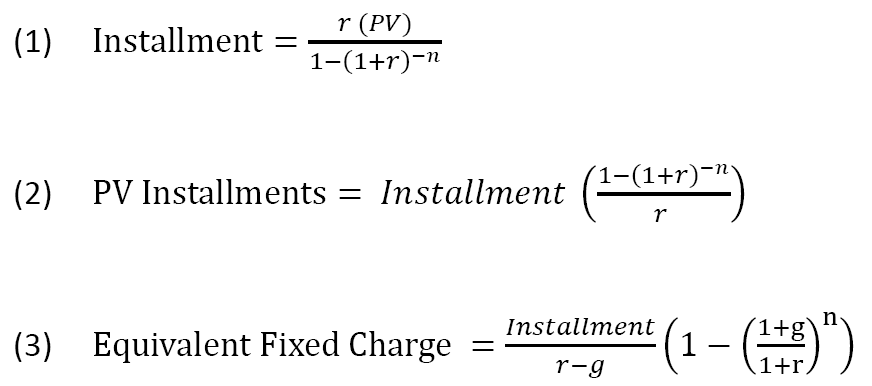 (1) Installment = r (PV) / 1−(1+r)⁻ⁿ
(2) PV Installments = Installment (1−(1+r)⁻ⁿ / r)
(3) Equivalent Fixed Charge = Installment / r−g (1 − (1+g / 1+r)ⁿ)